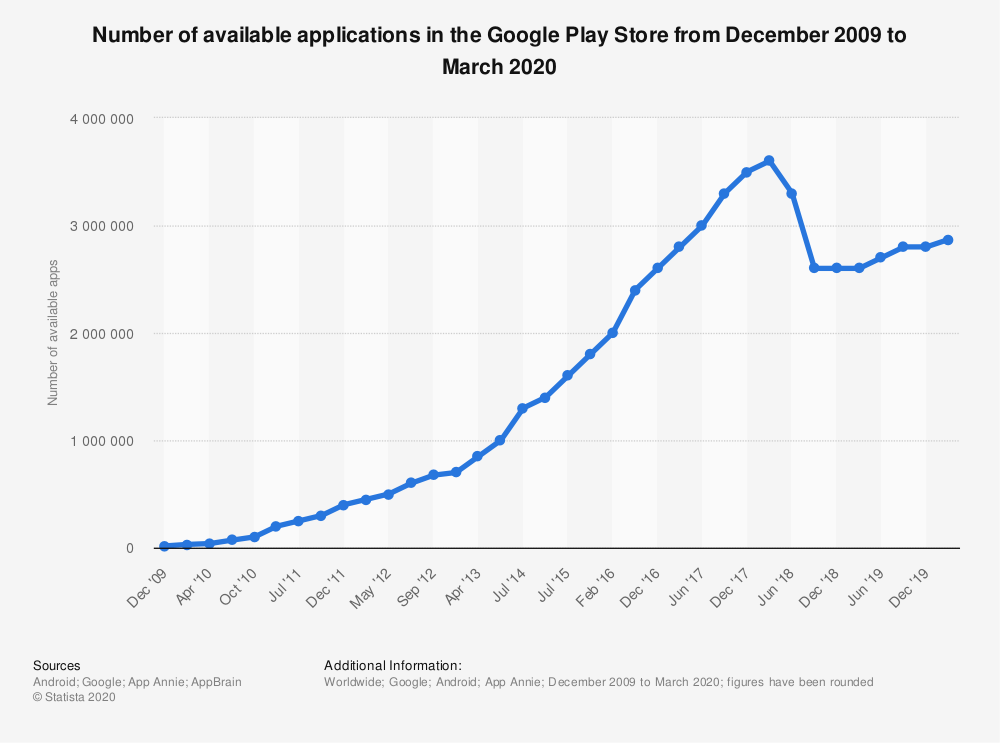 Number of available applications in the Google Play Store from December 2009 to
March 2020
Number of available apps
4 000 000
3 000 000
2 000 000
1 000 000
0
Dec '09
Apr '10
Oct '10
Jul '11
Dec '11
May '12
Sep '12
Apr '13
Jul '14
Jul '15
Feb '16
Dec '16
Jun '17
Dec '17
Jun '18
Dec '18
Jun '19
Dec '19
Sources
Android; Google; App Annie; AppBrain
© Statista 2020
Additional Information:
Worldwide; Google; Android; App Annie; December 2009 to March 2020; figures have been rounded